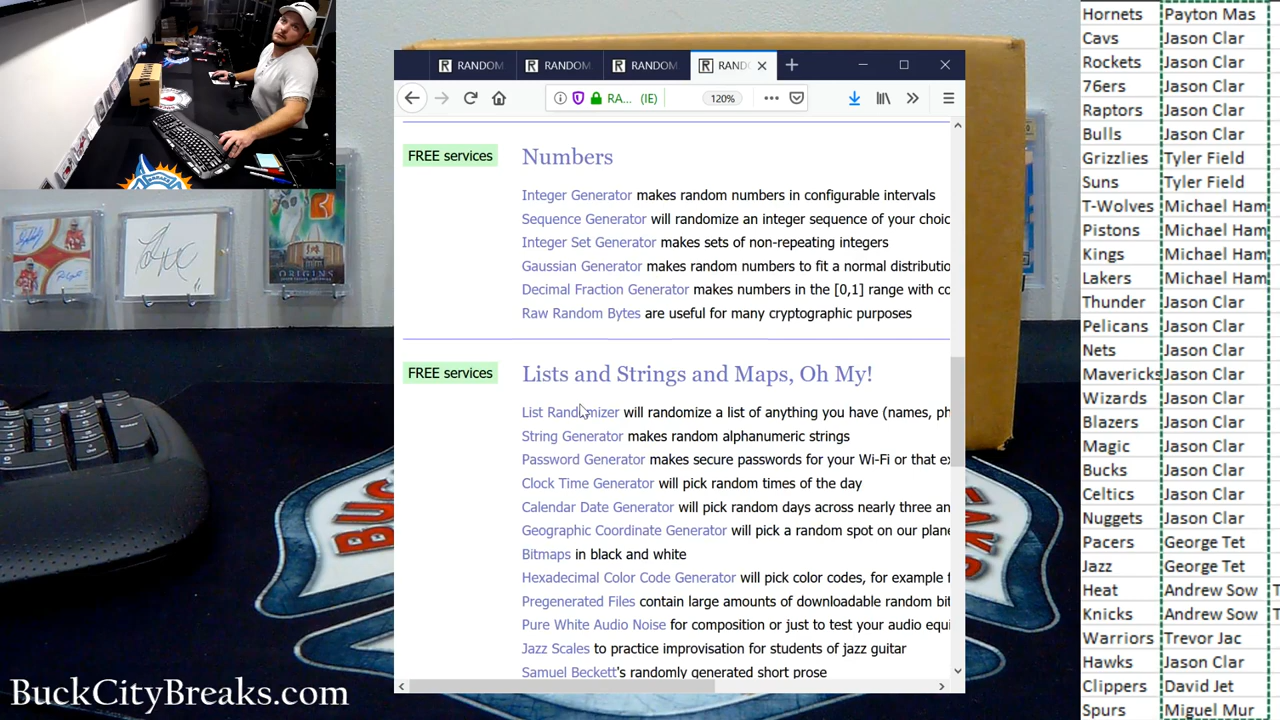 RANDOM
RANDOM
RANDOM
RAND
RA... (IE)
120%
FREE services
Numbers
Integer Generator makes random numbers in configurable intervals
Sequence Generator will randomize an integer sequence of your choic
Integer Set Generator makes sets of non-repeating integers
Gaussian Generator makes random numbers to fit a normal distributio
Decimal Fraction Generator makes numbers in the [0,1] range with co
Raw Random Bytes are useful for many cryptographic purposes
FREE services
Lists and Strings and Maps, Oh My!
List Randomizer will randomize a list of anything you have (names, ph
String Generator makes random alphanumeric strings
Password Generator makes secure passwords for your Wi-Fi or that ex
Clock Time Generator will pick random times of the day
Calendar Date Generator will pick random days across nearly three an
Geographic Coordinate Generator will pick a random spot on our plane
Bitmaps in black and white
Hexadecimal Color Code Generator will pick color codes, for example f
Pregenerated Files contain large amounts of downloadable random bit
Pure White Audio Noise for composition or just to test your audio equi
Jazz Scales to practice improvisation for students of jazz guitar
Samuel Beckett's randomly generated short prose
Hornets Payton Mas
Cavs Jason Clar
Rockets Jason Clar
76ers Jason Clar
Raptors Jason Clar
Bulls Jason Clar
Grizzlies Tyler Field
Suns Tyler Field
T-Wolves Michael Ham
Pistons Michael Ham
Kings Michael Ham
Lakers Michael Ham
Thunder Jason Clar
Pelicans Jason Clar
Nets Jason Clar
Mavericks Jason Clar
Wizards Jason Clar
Blazers Jason Clar
Magic Jason Clar
Bucks Jason Clar
Celtics Jason Clar
Nuggets Jason Clar
Pacers George Tet
Jazz George Tet
Heat Andrew Sow T
Knicks Andrew Sow T
Warriors Trevor Jac
Hawks Jason Clar
Clippers David Jet
Spurs Miguel Mur
ORIGINS
BuckCityBreaks.com